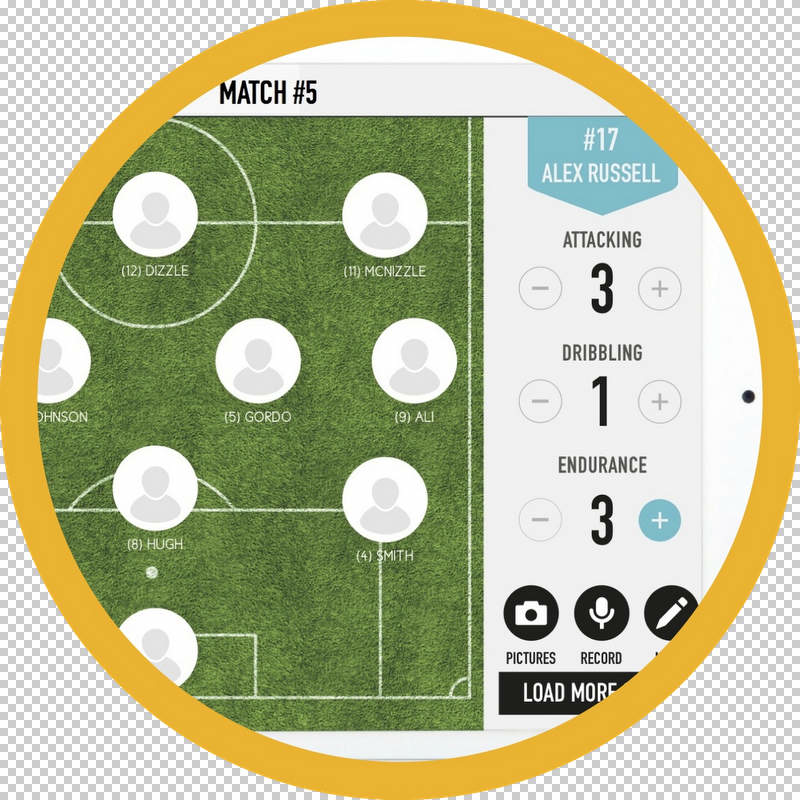 MATCH #5
#17
ALEX RUSSELL
(12) DIZZLE
(11) MCNIZZLE
OHNSON
(5) GORDO
(9) ALI
(8) HUGH
(4) SMITH
ATTACKING
3
DRIBBLING
1
ENDURANCE
3
PICTURES
RECORD
LOAD MORE